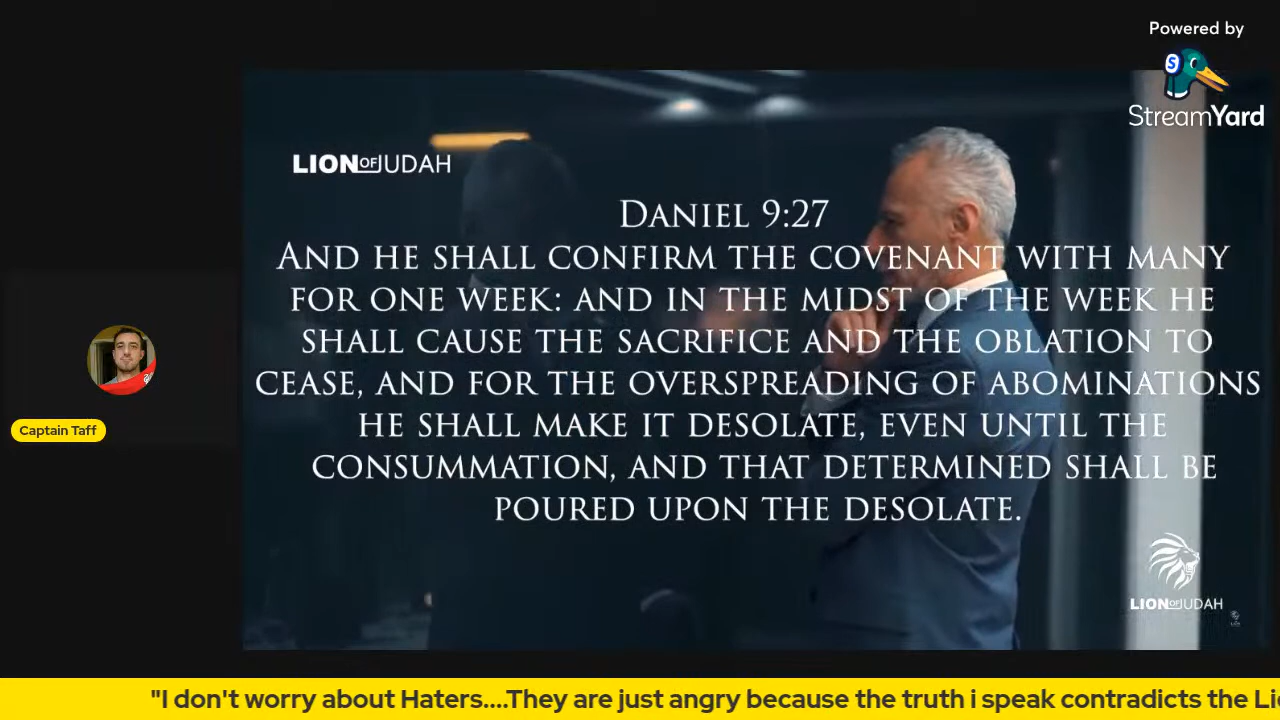 Powered by
StreamYard
LION OF JUDAH
DANIEL 9:27
AND HE SHALL CONFIRM THE COVENANT WITH MANY
FOR ONE WEEK: AND IN THE MIDST OF THE WEEK HE
SHALL CAUSE THE SACRIFICE AND THE OBLATION TO
CEASE, AND FOR THE OVERSPREADING OF ABOMINATIONS
HE SHALL MAKE IT DESOLATE, EVEN UNTIL THE
CONSUMMATION, AND THAT DETERMINED SHALL BE
POURED UPON THE DESOLATE.
Captain Taff
LION OF JUDAH
"I don't worry about Haters....They are just angry because the truth i speak contradicts the